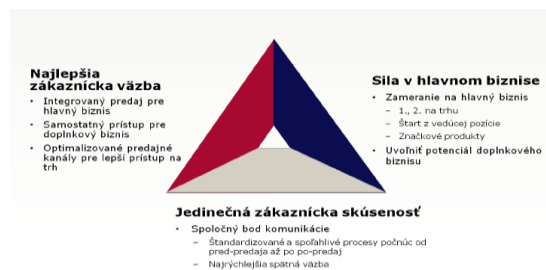 Najlepšia
zákaznícka väzba
• Integrovaný predaj pre
hlavný biznis
• Samostatný prístup pre
doplnkový biznis
• Optimalizované predajné
kanály pre lepší prístup na
trh
Sila v hlavnom biznise
• Zameranie na hlavný biznis
– 1., 2. na trhu
– Štart z vedúcej pozície
– Značkové produkty
• Uvoľniť potenciál doplnkového
biznisu
Jedinečná zákaznícka skúsenosť
• Spoločný bod komunikácie
– Štandardizované a spoľahlivé procesy počnúc od
pred-predaja až po po-predaj
– Najrýchlejšia spätná väzba